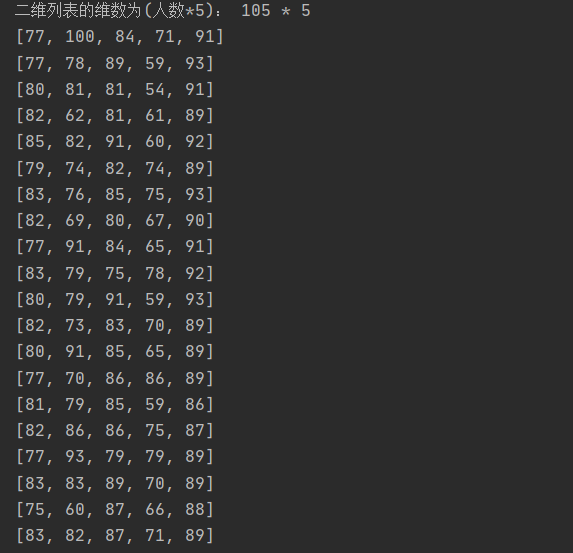 二维列表的维数为(人数*5)： 105 * 5
[77, 100, 84, 71, 91]
[77, 78, 89, 59, 93]
[80, 81, 81, 54, 91]
[82, 62, 81, 61, 89]
[85, 82, 91, 60, 92]
[79, 74, 82, 74, 89]
[83, 76, 85, 75, 93]
[82, 69, 80, 67, 90]
[77, 91, 84, 65, 91]
[83, 79, 75, 78, 92]
[80, 79, 91, 59, 93]
[82, 73, 83, 70, 89]
[80, 91, 85, 65, 89]
[77, 70, 86, 86, 89]
[81, 79, 85, 59, 86]
[82, 86, 86, 75, 87]
[77, 93, 79, 79, 89]
[83, 83, 89, 70, 89]
[75, 60, 87, 66, 88]
[83, 82, 87, 71, 89]